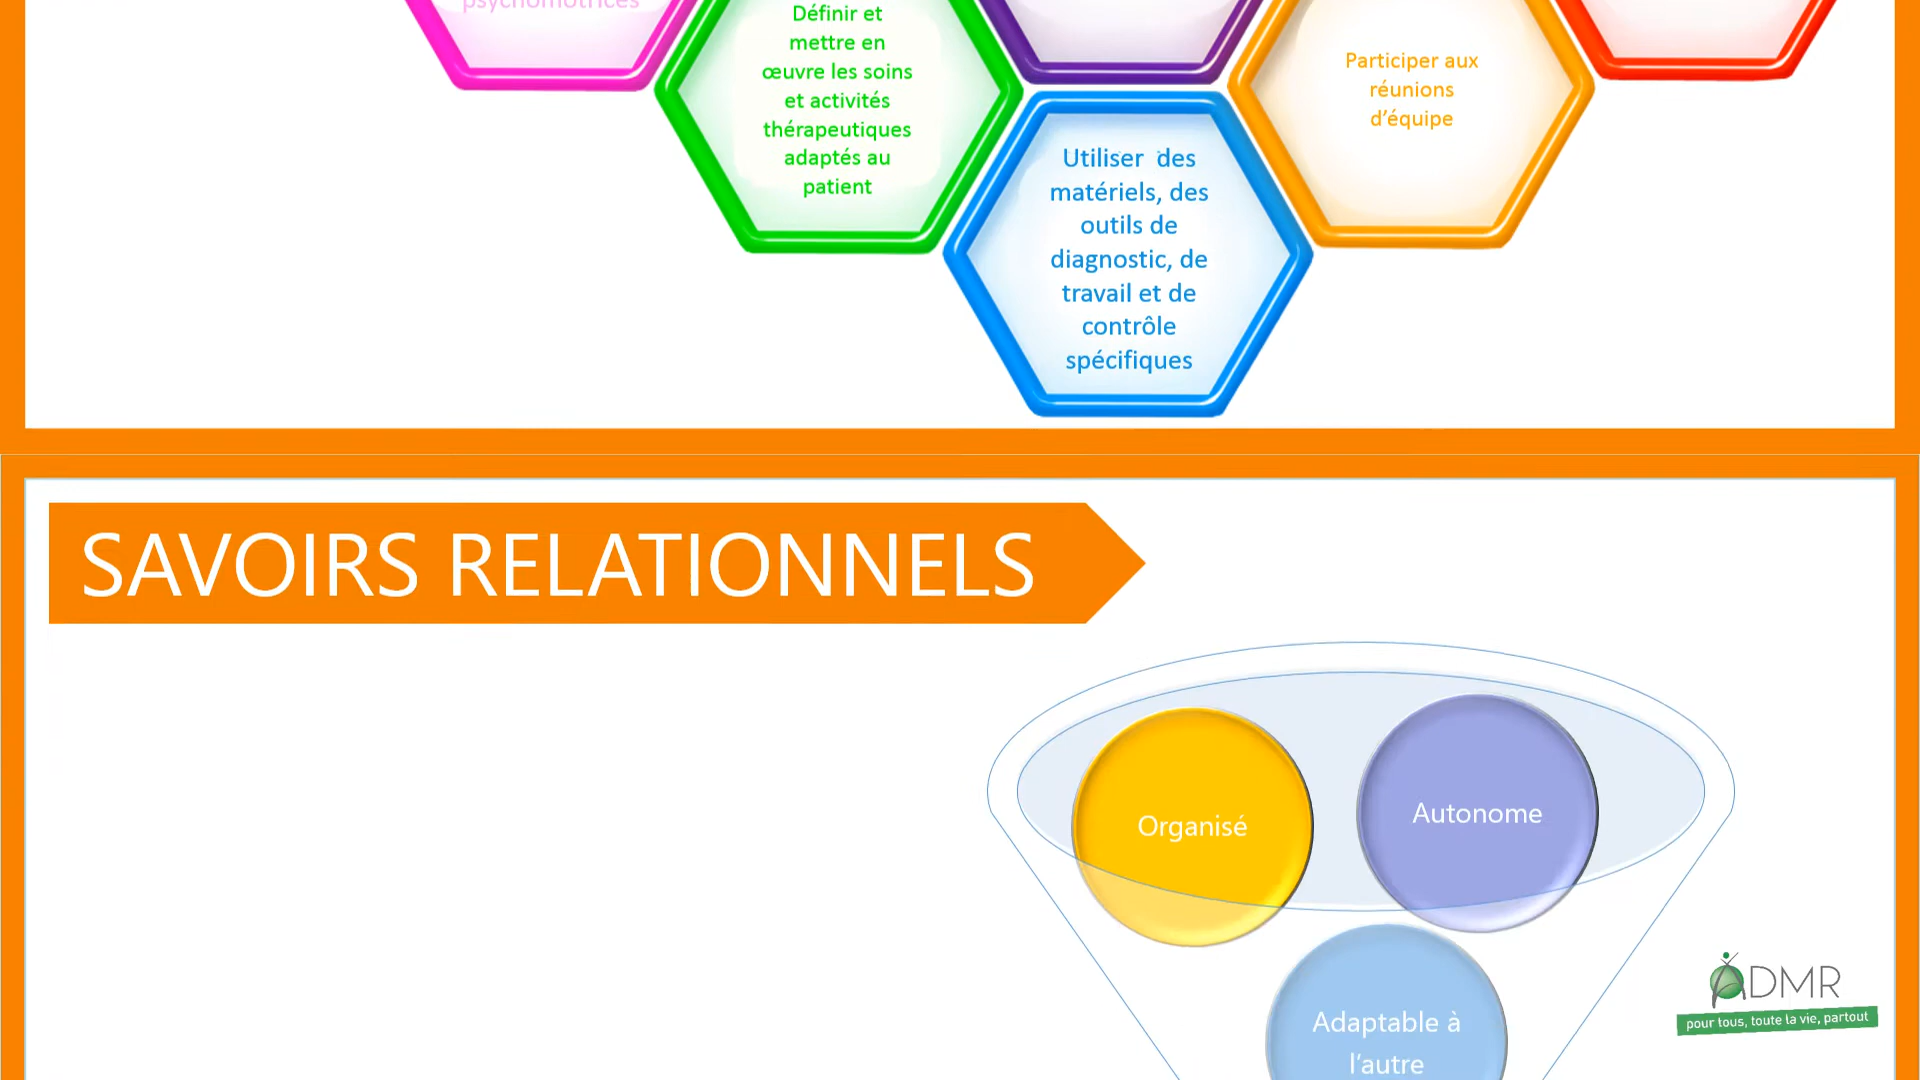 psychomotrices
Définir et
mettre en
œuvre les soins
et activités
thérapeutiques
adaptés au
patient
Participer aux
réunions
d’équipe
Utiliser des
matériels, des
outils de
diagnostic, de
travail et de
contrôle
spécifiques
SAVOIRS RELATIONNELS
Organisé
Autonome
Adaptable à
l’autre
ADMR
pour tous, toute la vie, partout